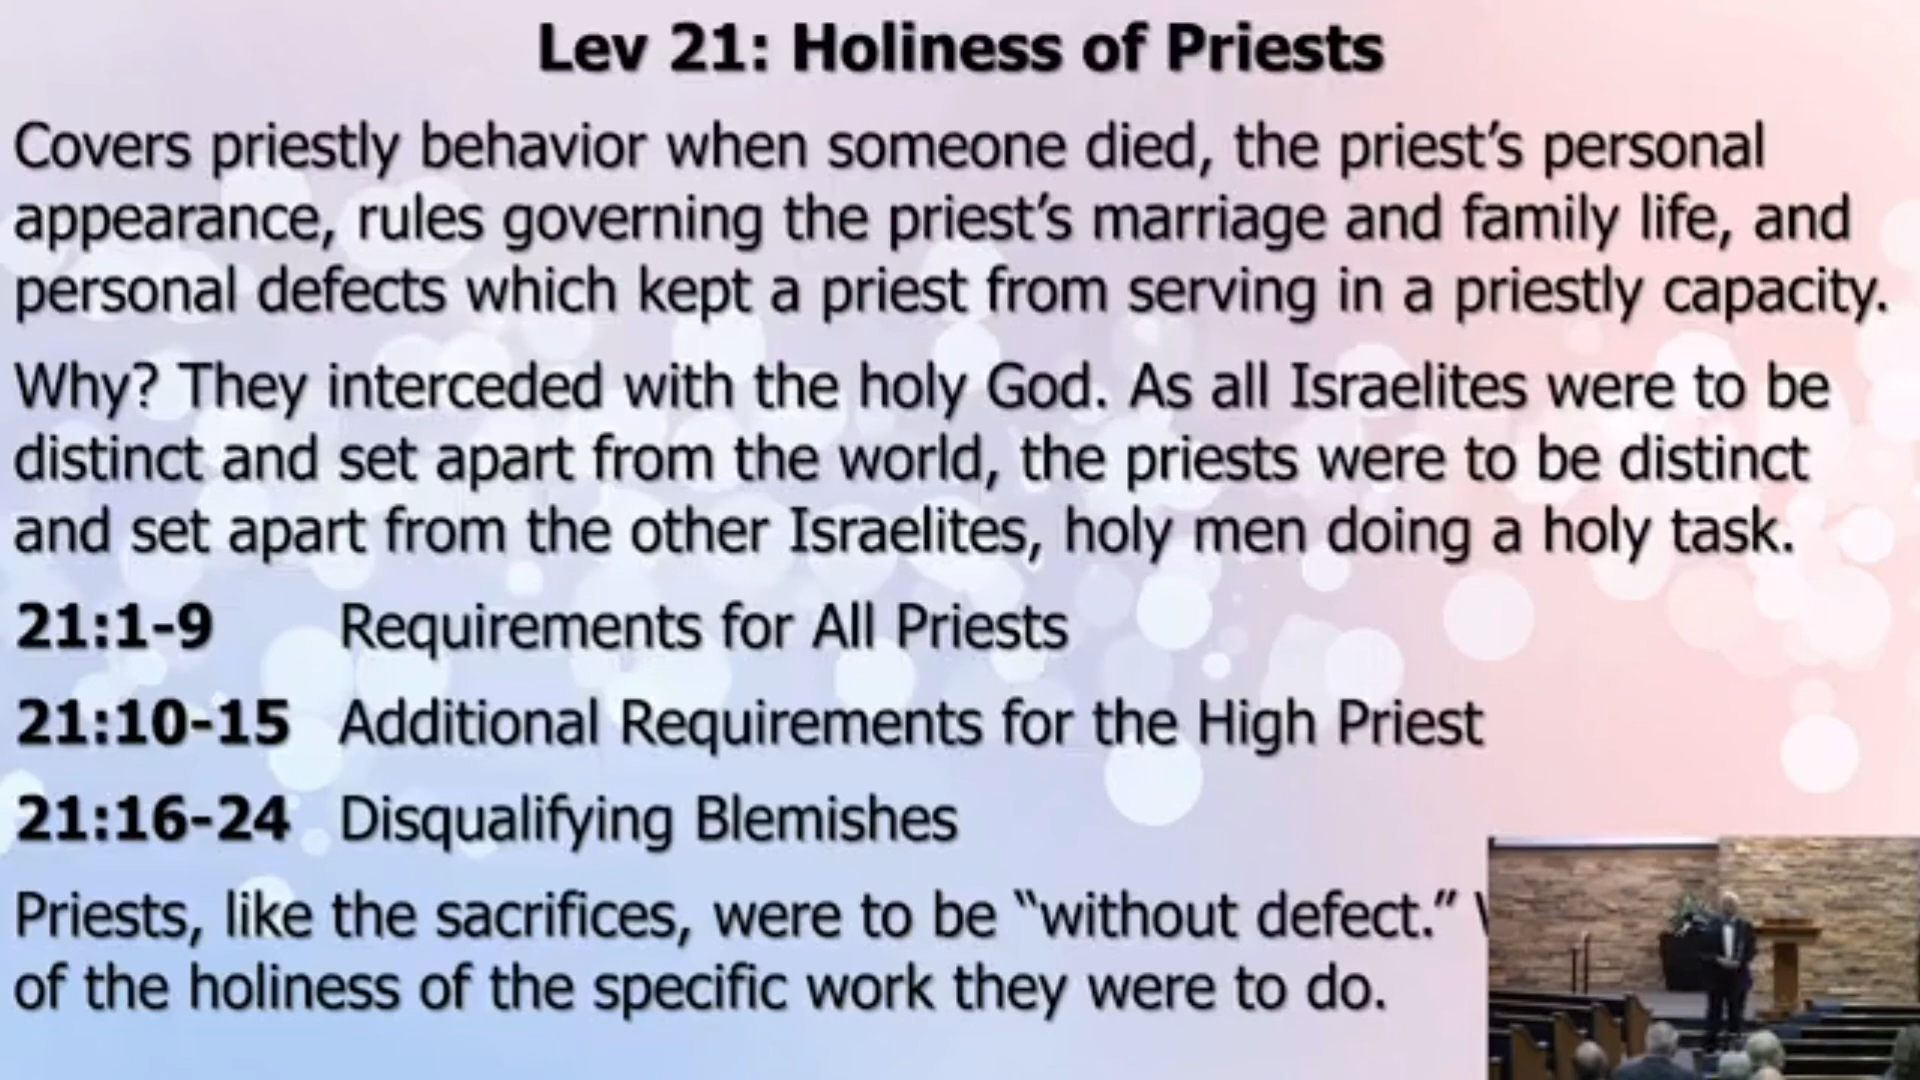 Lev 21: Holiness of Priests
Covers priestly behavior when someone died, the priest’s personal
appearance, rules governing the priest’s marriage and family life, and
personal defects which kept a priest from serving in a priestly capacity.
Why? They interceded with the holy God. As all Israelites were to be
distinct and set apart from the world, the priests were to be distinct
and set apart from the other Israelites, holy men doing a holy task.
21:1-9 Requirements for All Priests
21:10-15 Additional Requirements for the High Priest
21:16-24 Disqualifying Blemishes
Priests, like the sacrifices, were to be “without defect.”
of the holiness of the specific work they were to do.